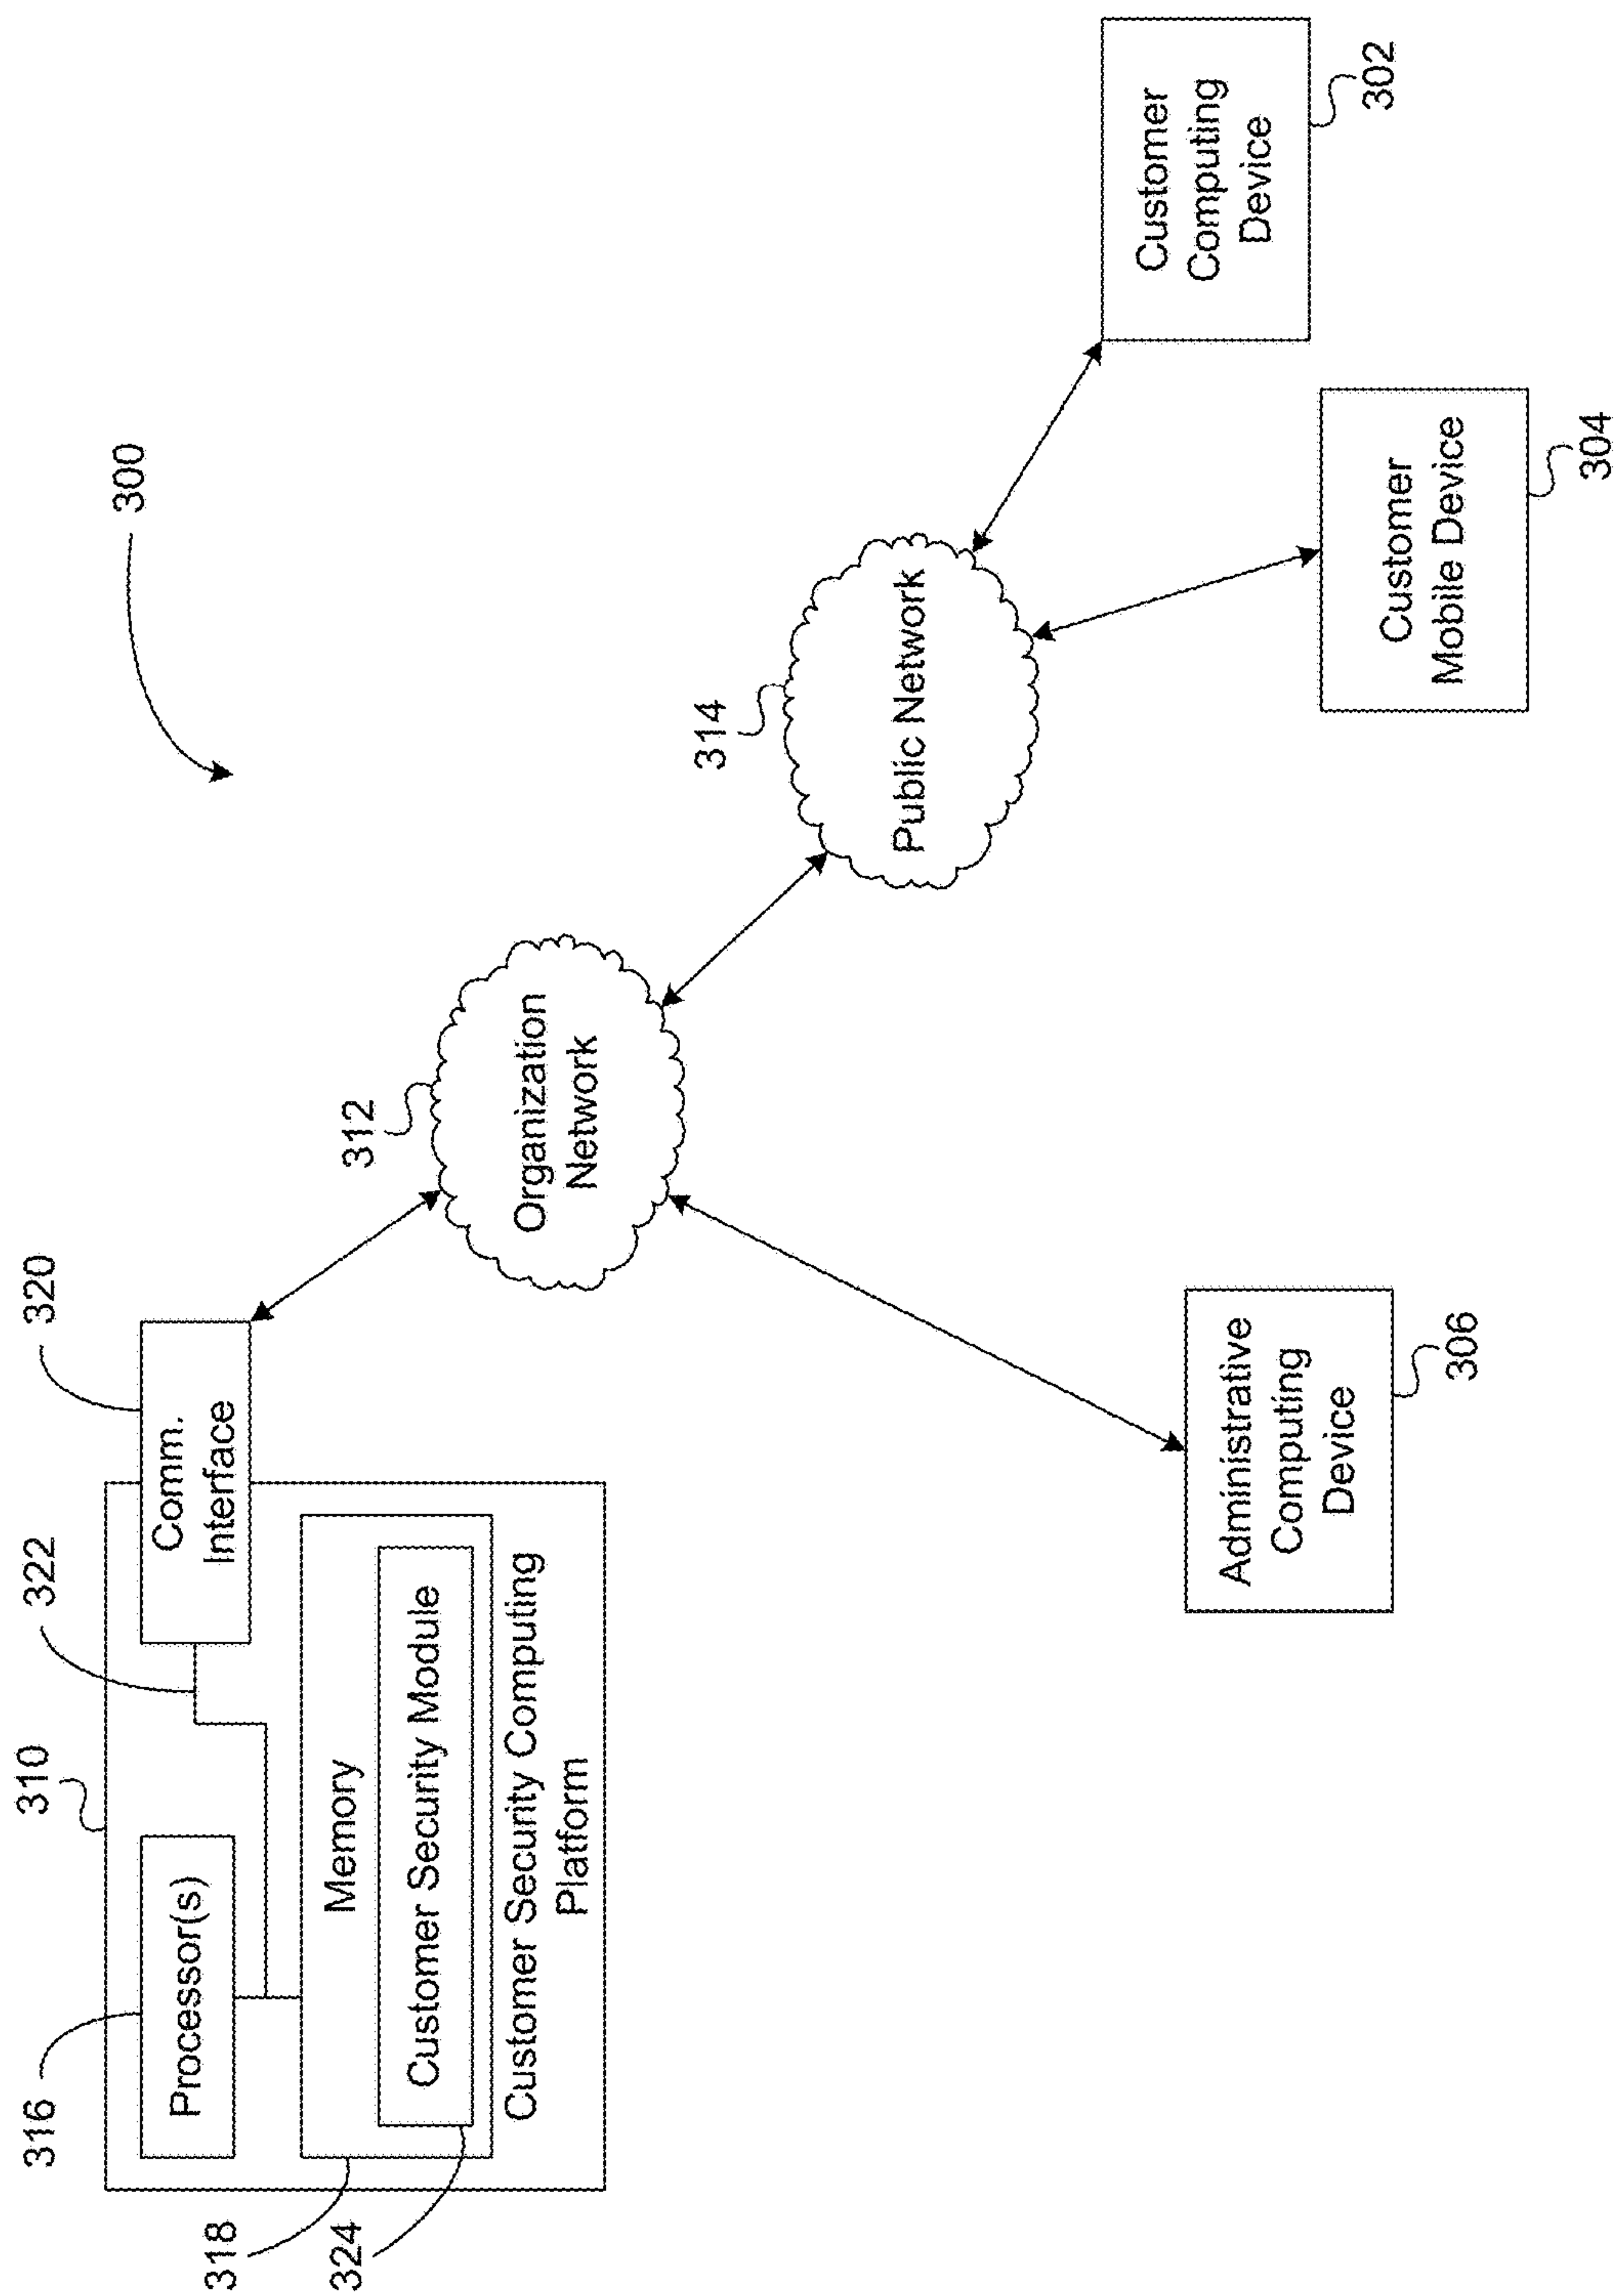 300
310
322
320
316
Processor(s)
Comm.
Interface
318
Memory
324
Customer Security Module
Customer Security Computing
Platform
312
Organization
Network
314
Public Network
Administrative
Computing
Device
306
Customer
Mobile Device
304
Customer
Computing
Device
302